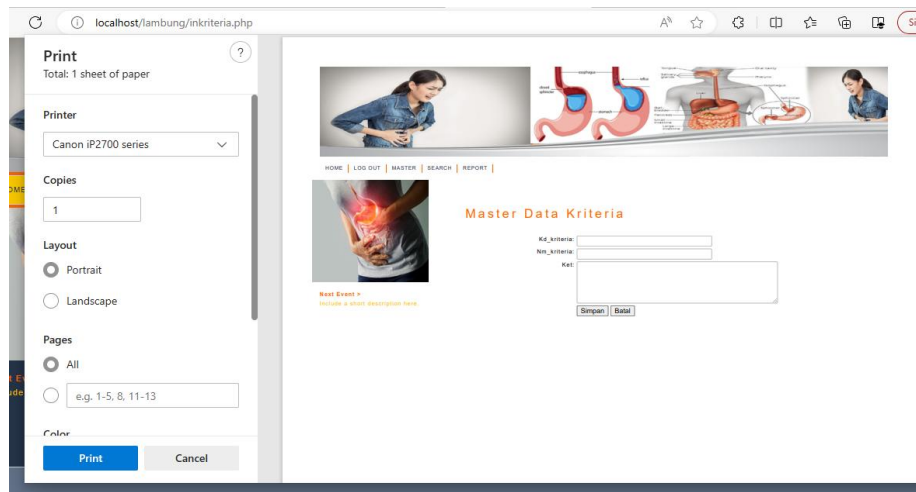 localhost/lambung/inkriteria.php
Print
?
Total: 1 sheet of paper
Printer
Canon iP2700 series
Copies
1
Layout
Portrait
Landscape
Pages
All
e.g. 1-5, 8, 11-13
Color
Print Cancel
HOME | LOG OUT | MASTER | SEARCH | REPORT |
Master Data Kriteria
Kd_kriteria:
Nm_kriteria:
Ket:
Simpan Batal
Next Event »
Include a short description here.